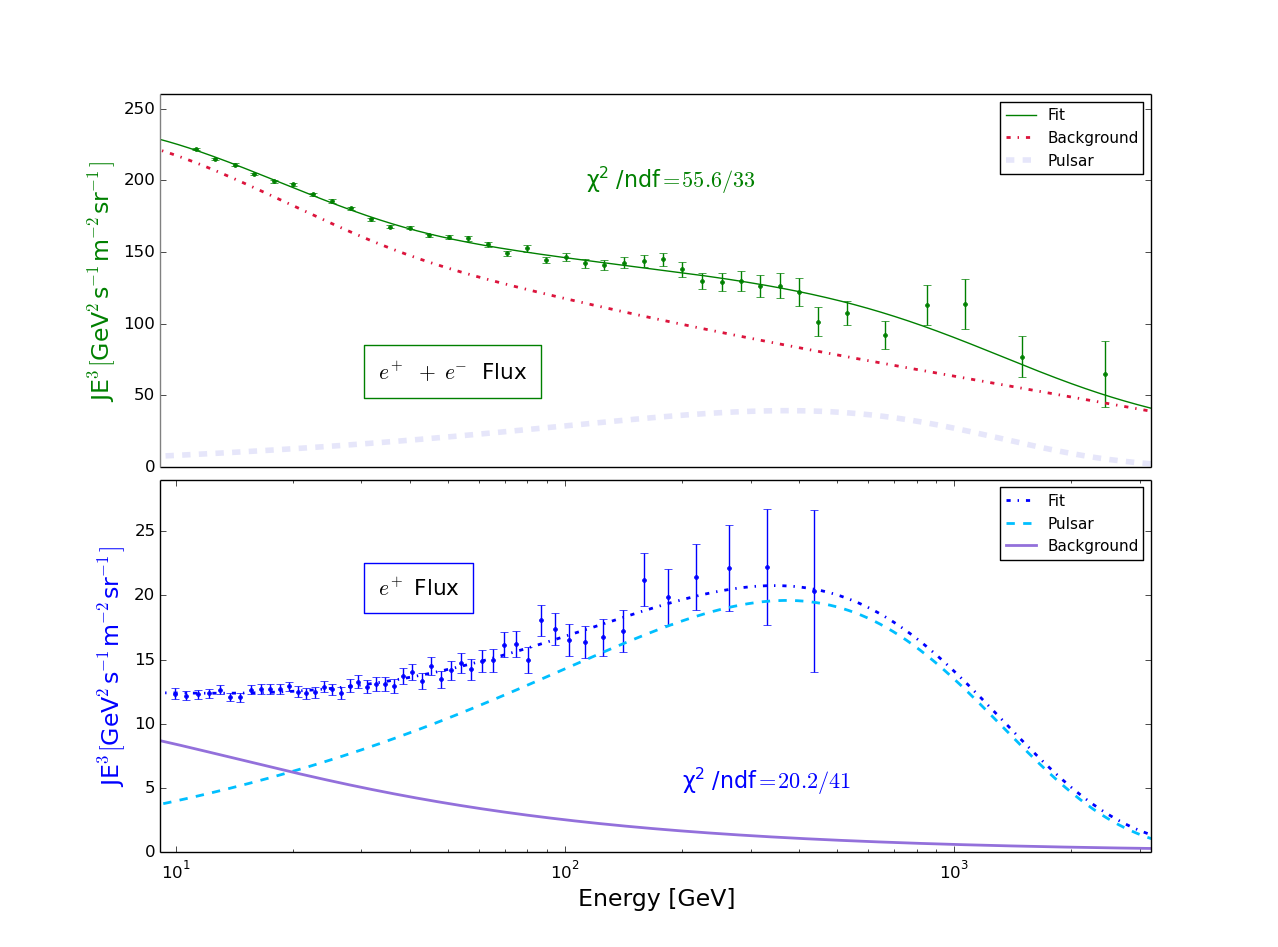 250
200
150
100
50
0
JE³ [GeV² s⁻¹ m⁻² sr⁻¹]
χ² /ndf = 55.6/33
e⁺ + e⁻ Flux
Fit
Background
Pulsar
25
20
15
10
5
0
JE³ [GeV² s⁻¹ m⁻² sr⁻¹]
e⁺ Flux
χ² /ndf = 20.2/41
Fit
Pulsar
Background
10¹ 10² 10³
Energy [GeV]